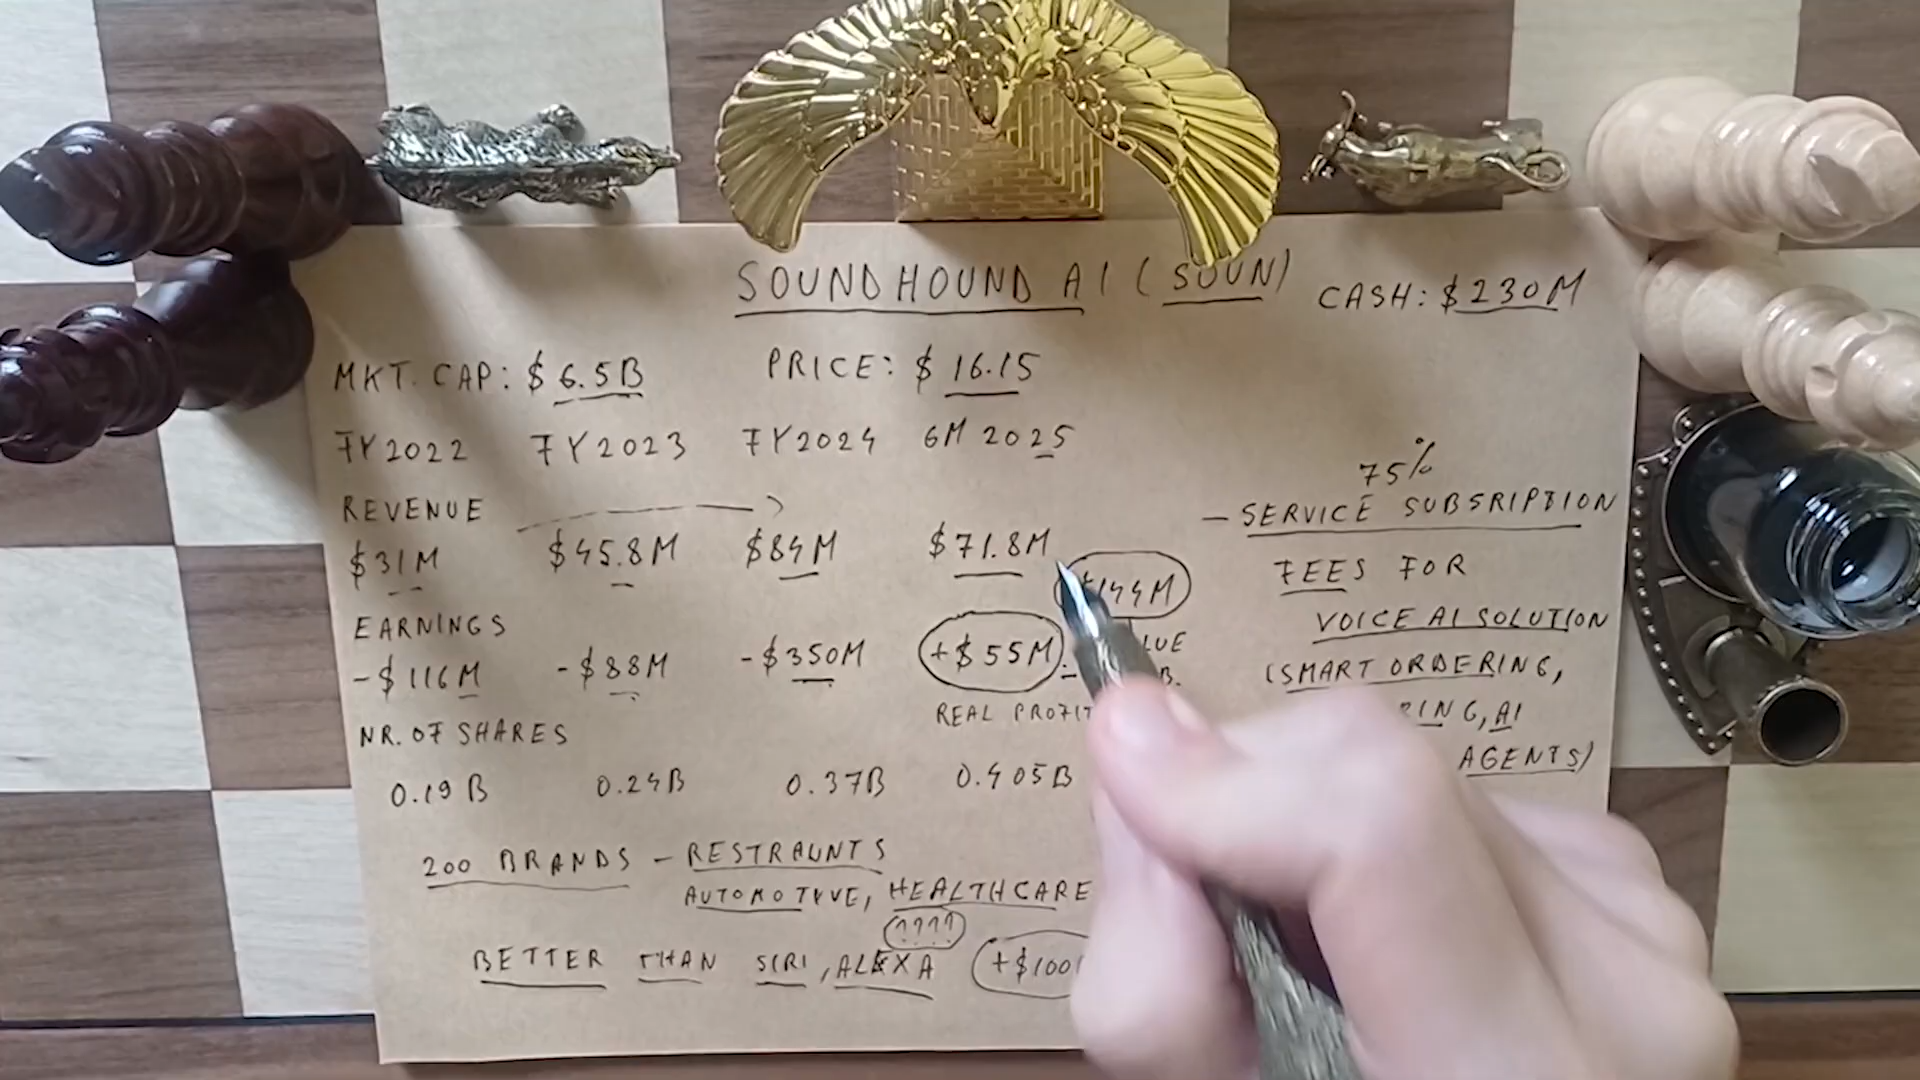 SOUNDHOUND AI (SOUN)
CASH: $230M
MKT. CAP: $6.5B PRICE: $16.15
FY2022 FY2023 FY2024 6M 2025
REVENUE
$31M $45.8M $84M $71.8M
144M
EARNINGS
-$116M -$88M -$350M +$55M
REAL PROFIT
NR. OF SHARES
0.19B 0.24B 0.37B 0.405B
200 BRANDS - RESTRAUNTS
AUTOMOTIVE, HEALTHCARE
????
BETTER THAN SIRI, ALEXA
75%
- SERVICE SUBSRIPTION
FEES FOR
VOICE AI SOLUTION
(SMART ORDERING,
AI
AGENTS)